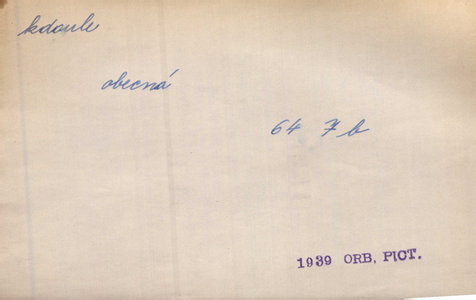 kdoule
obecná
64 7b
1939 ORB. PICT.